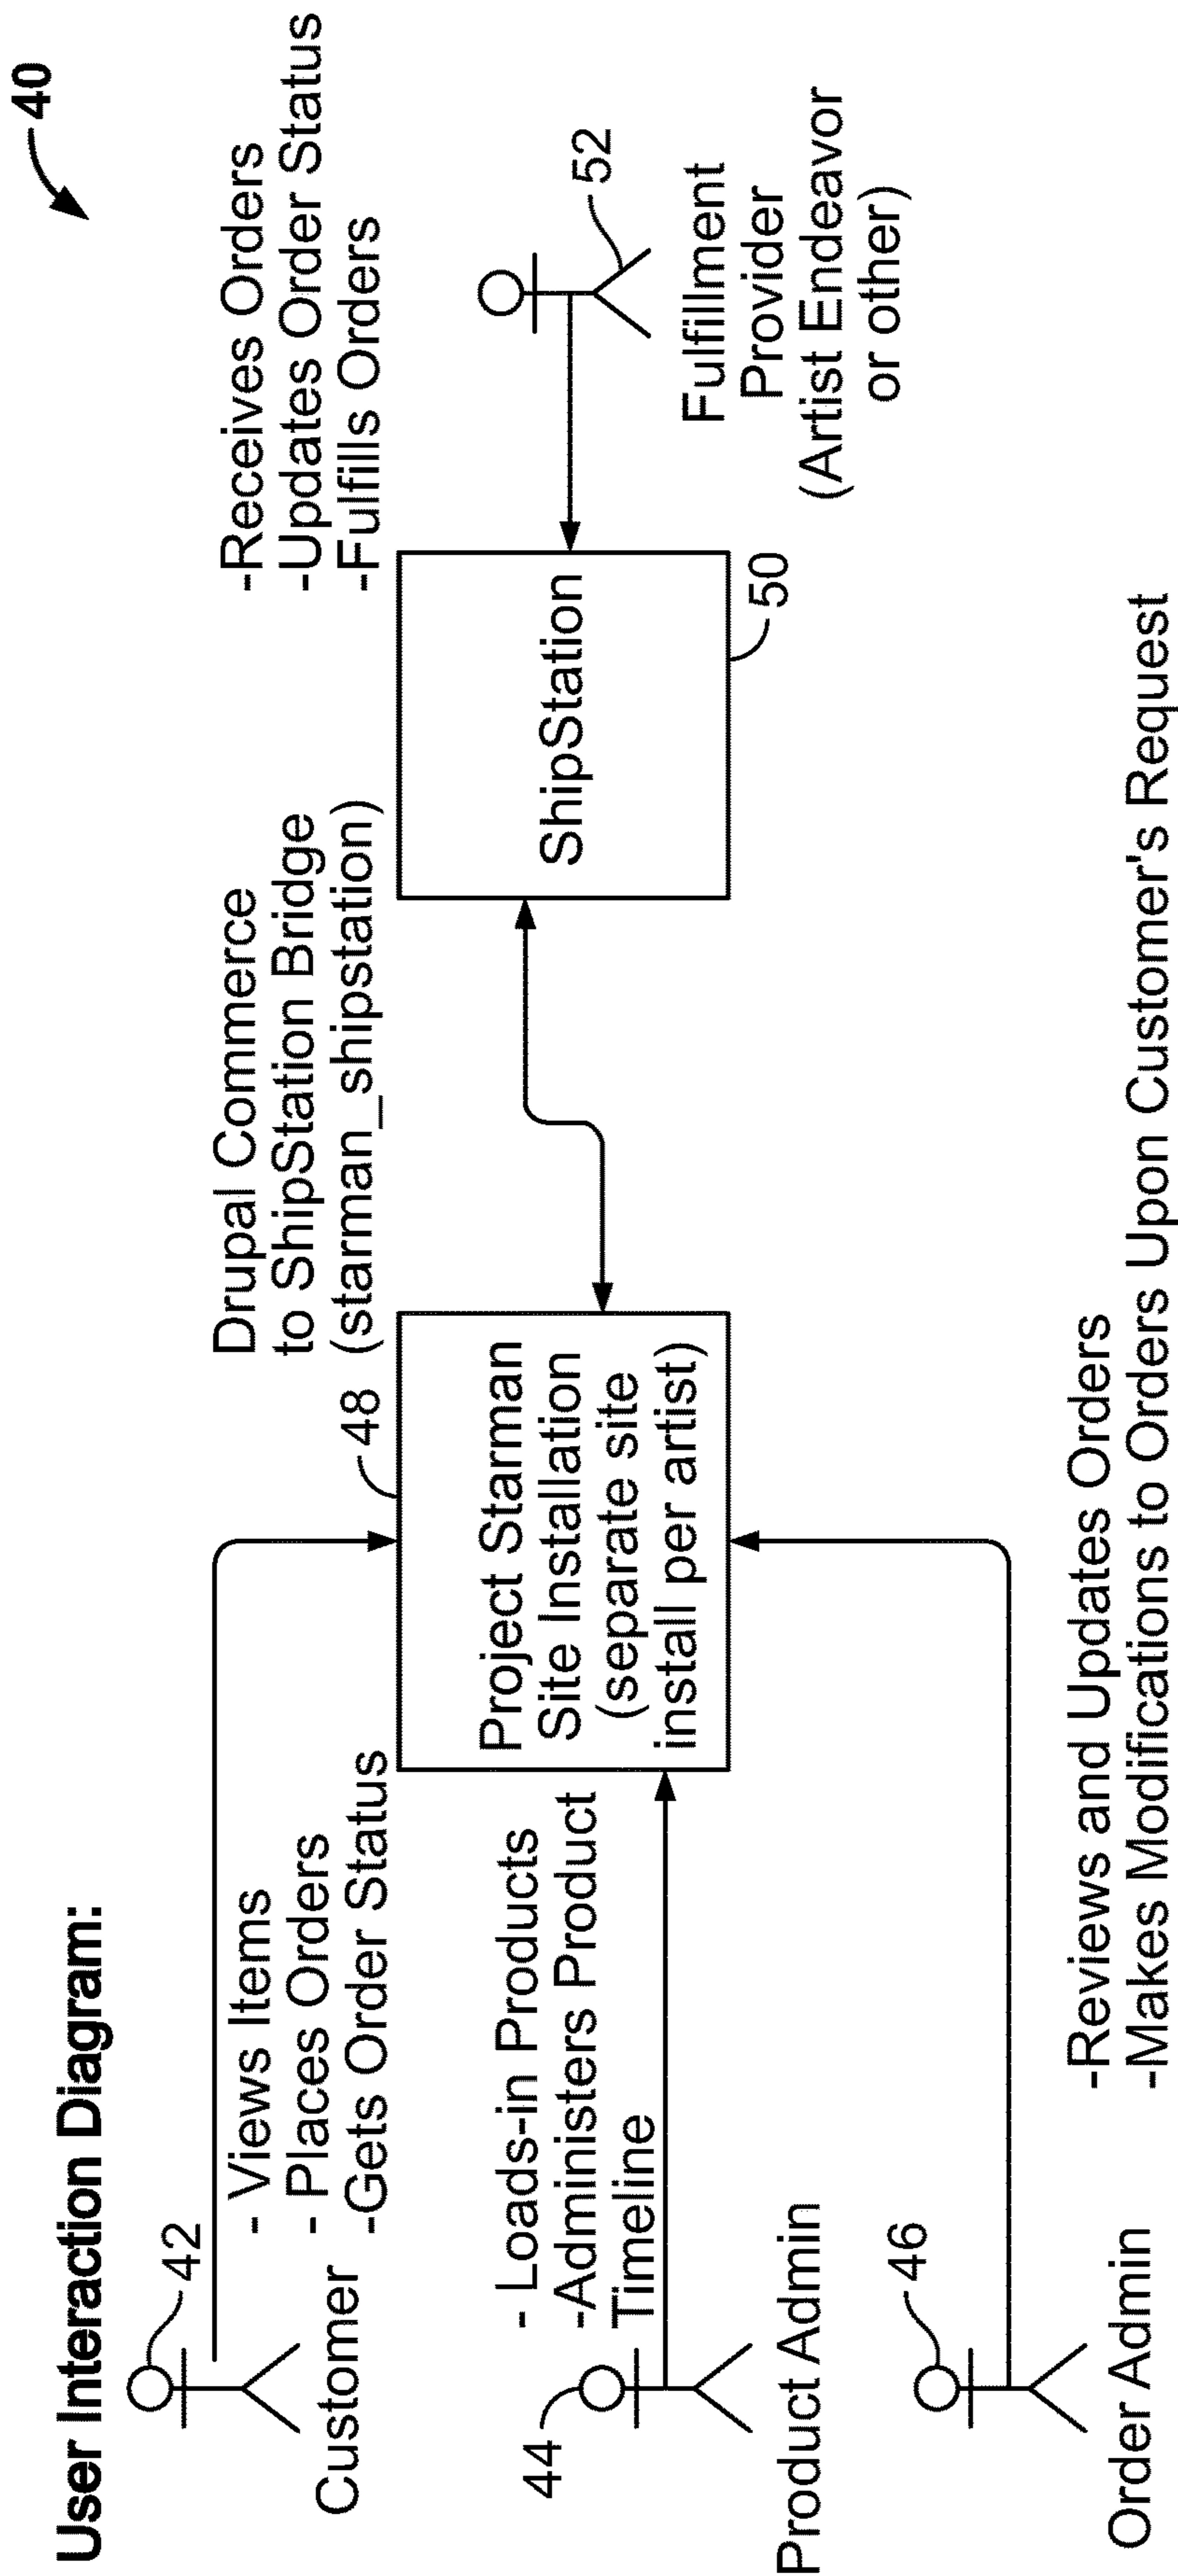 User Interaction Diagram:
40
42
Customer
- Views Items
- Places Orders
-Gets Order Status
44
Product Admin
- Loads-in Products
-Administers Product
Timeline
46
Order Admin
-Reviews and Updates Orders
-Makes Modifications to Orders Upon Customer's Request
48
Project Starman
Site Installation
(separate site
install per artist)
Drupal Commerce
to ShipStation Bridge
(starman_shipstation)
ShipStation
50
-Receives Orders
-Updates Order Status
-Fulfills Orders
52
Fulfillment
Provider
(Artist Endeavor
or other)